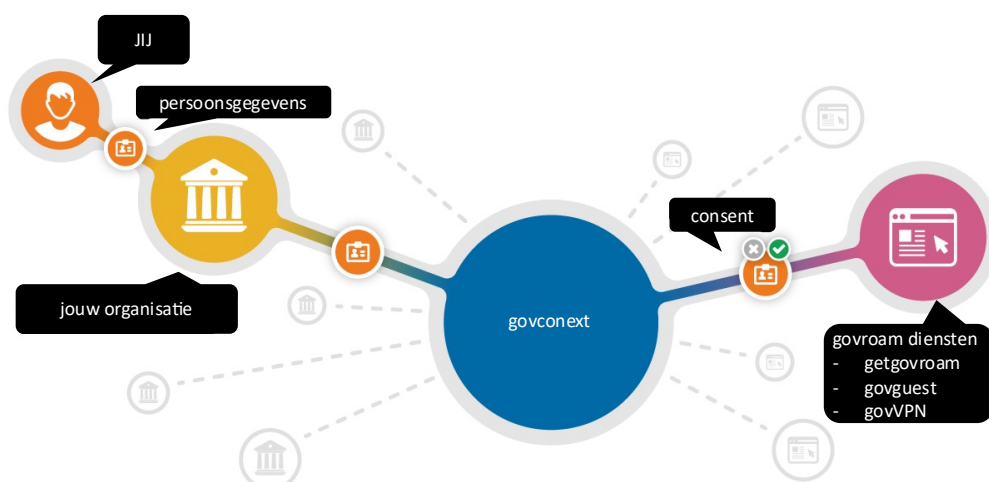 JIJ
persoonsgegevens
consent
jouw organisatie
govconext
govroam diensten
- getgovroam
- govguest
- govVPN